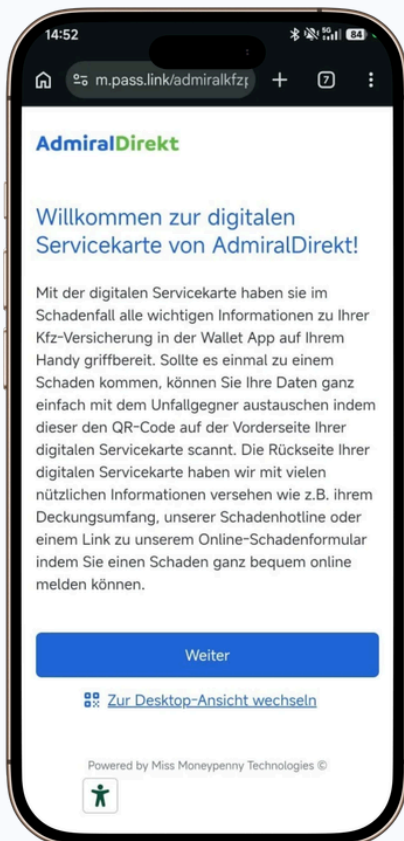 14:52
5G
84
m.pass.link/admiralkfzp
7
AdmiralDirekt
Willkommen zur digitalen
Servicekarte von AdmiralDirekt!
Mit der digitalen Servicekarte haben sie im
Schadenfall alle wichtigen Informationen zu Ihrer
Kfz-Versicherung in der Wallet App auf Ihrem
Handy griffbereit. Sollte es einmal zu einem
Schaden kommen, können Sie Ihre Daten ganz
einfach mit dem Unfallgegner austauschen indem
dieser den QR-Code auf der Vorderseite Ihrer
digitalen Servicekarte scannt. Die Rückseite Ihrer
digitalen Servicekarte haben wir mit vielen
nützlichen Informationen versehen wie z.B. ihrem
Deckungsumfang, unserer Schadenhotline oder
einem Link zu unserem Online-Schadenformular
indem Sie einen Schaden ganz bequem online
melden können.
Weiter
Zur Desktop-Ansicht wechseln
Powered by Miss Moneypenny Technologies ©